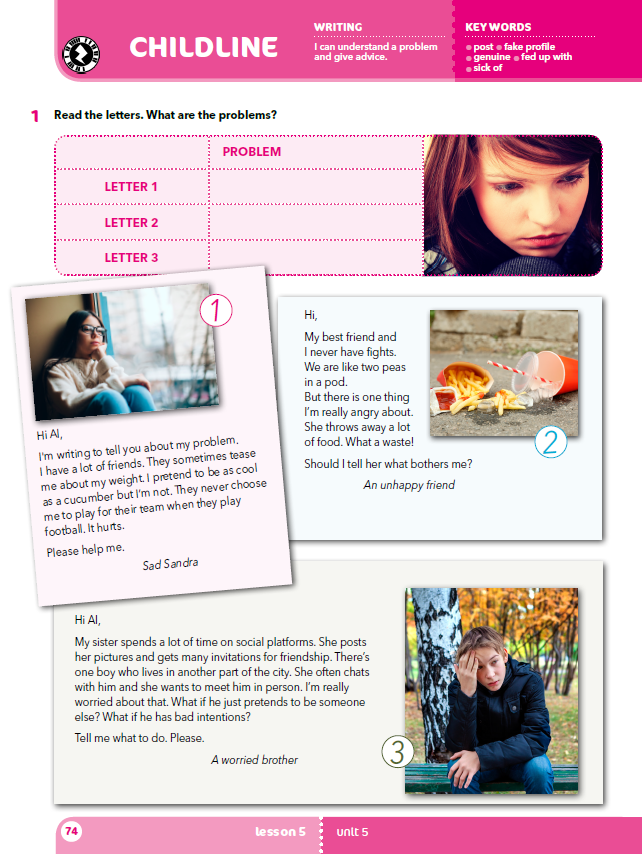 CHILDLINE
WRITING
I can understand a problem
and give advice.
KEY WORDS
post fake profile
genuine fed up with
sick of
1 Read the letters. What are the problems?
PROBLEM
LETTER 1
LETTER 2
LETTER 3
1
Hi Al,
I'm writing to tell you about my problem.
I have a lot of friends. They sometimes tease
me about my weight. I pretend to be as cool
as a cucumber but I'm not. They never choose
me to play for their team when they play
football. It hurts.
Please help me.
Sad Sandra
Hi,
My best friend and
I never have fights.
We are like two peas
in a pod.
But there is one thing
I'm really angry about.
She throws away a lot
of food. What a waste!
Should I tell her what bothers me?
An unhappy friend
2
Hi Al,
My sister spends a lot of time on social platforms. She posts
her pictures and gets many invitations for friendship. There's
one boy who lives in another part of the city. She often chats
with him and she wants to meet him in person. I'm really
worried about that. What if he just pretends to be someone
else? What if he has bad intentions?
Tell me what to do. Please.
A worried brother
3
74
lesson 5
unit 5